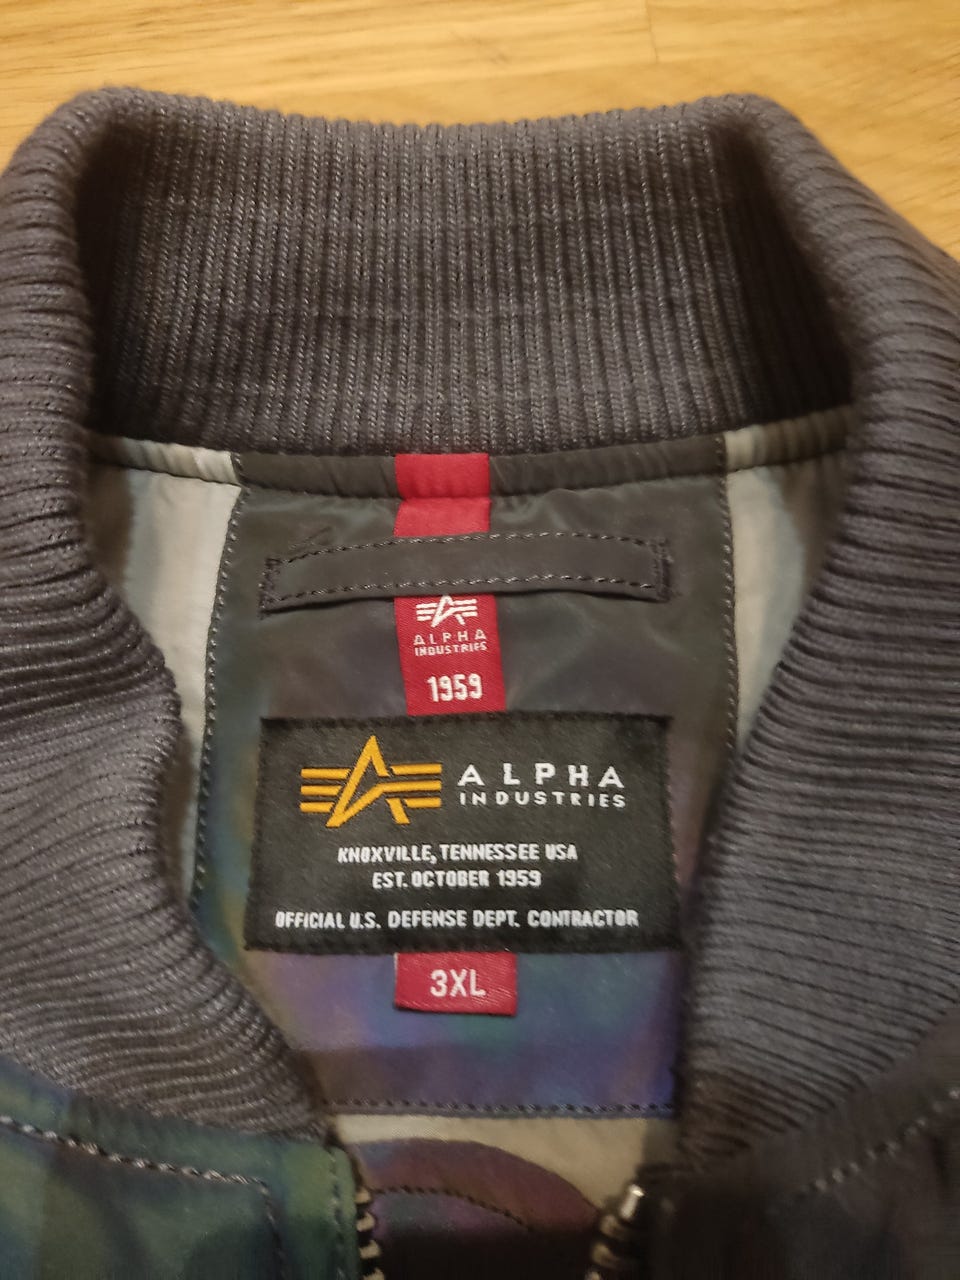 ALPHA
INDUSTRIES
1959
ALPHA
INDUSTRIES
KNOXVILLE, TENNESSEE USA
EST. OCTOBER 1959
OFFICIAL U.S. DEFENSE DEPT. CONTRACTOR
3XL